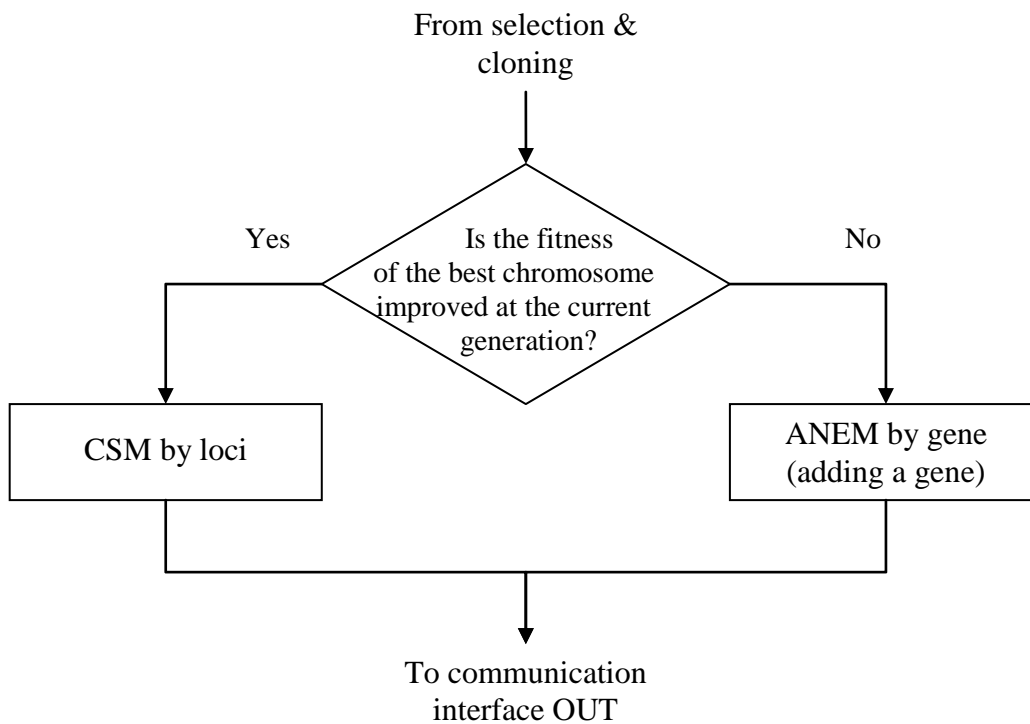 From selection &
cloning
Yes
No
Is the fitness
of the best chromosome
improved at the current
generation?
CSM by loci
ANEM by gene
(adding a gene)
To communication
interface OUT